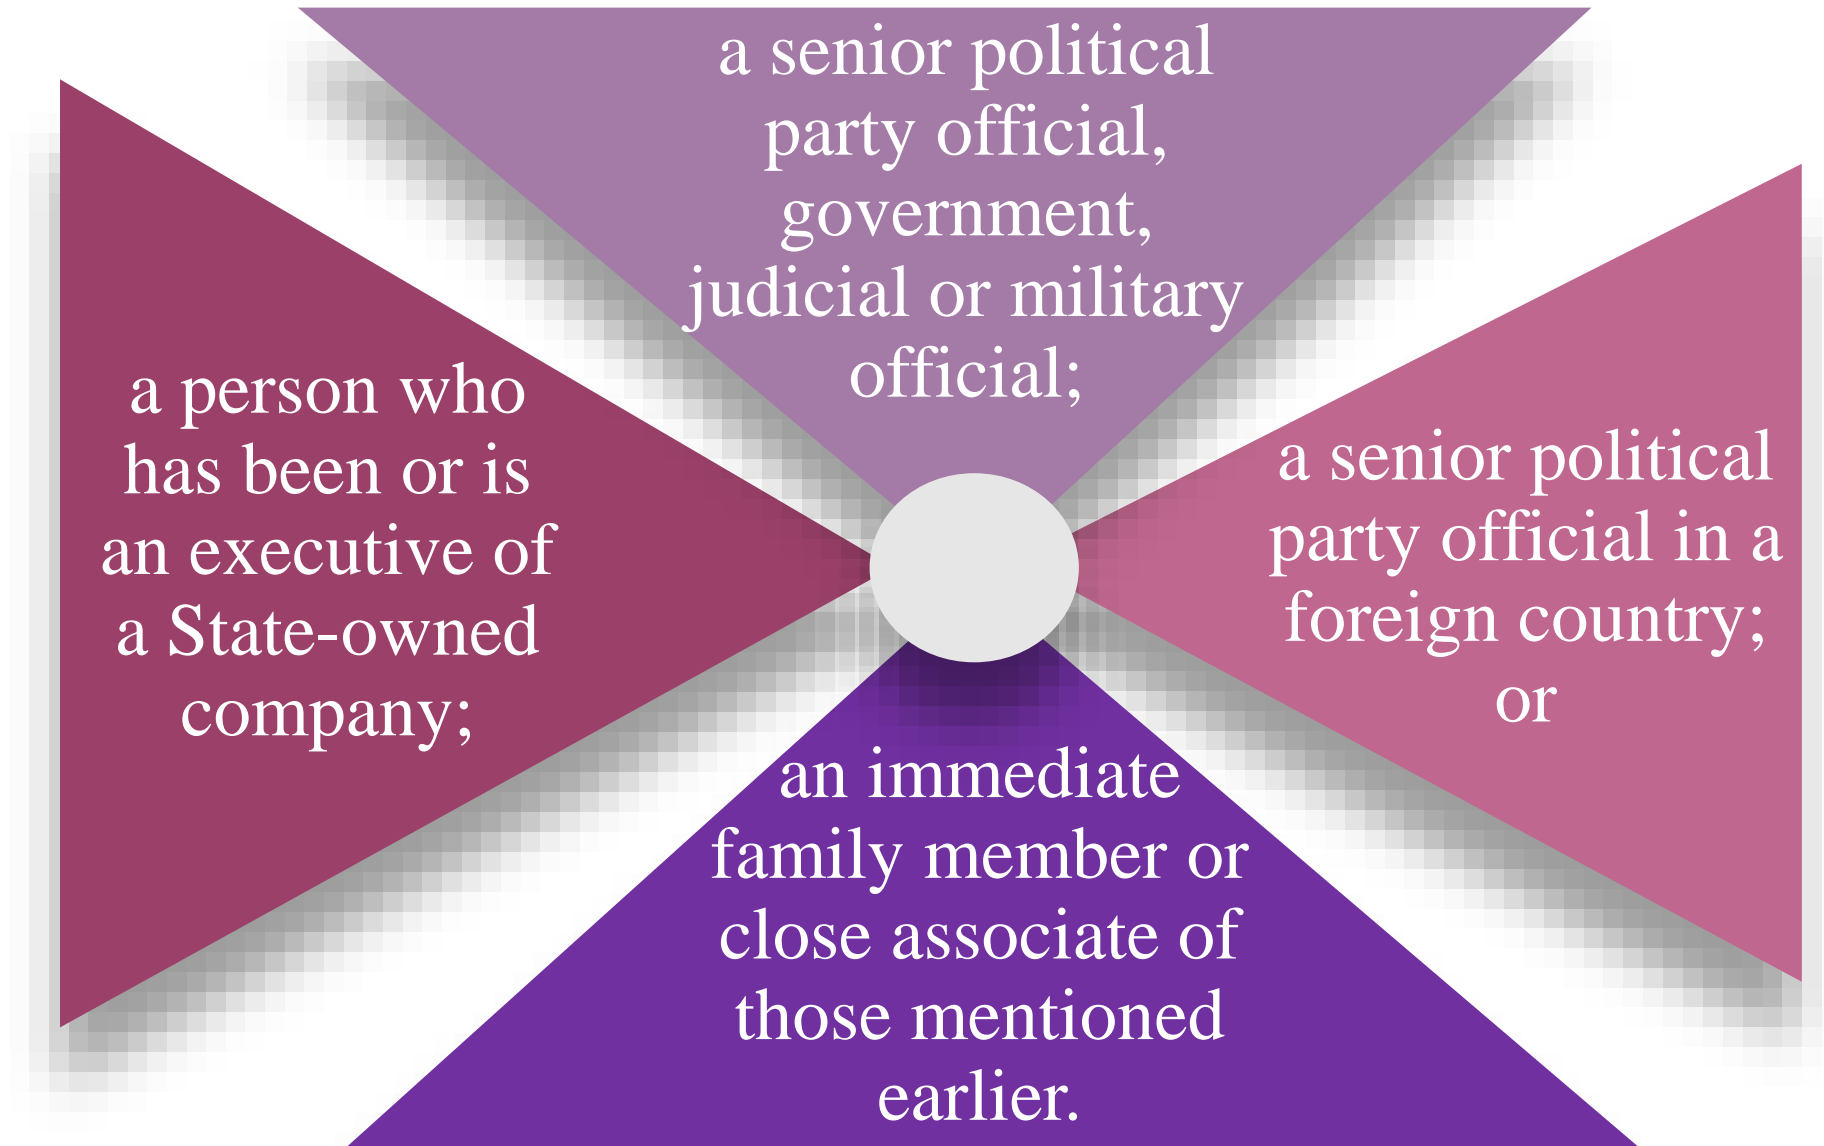 a senior political
party official,
government,
judicial or military
official;
a person who
has been or is
an executive of
a State-owned
company;
a senior political
party official in a
foreign country;
or
an immediate
family member or
close associate of
those mentioned
earlier.